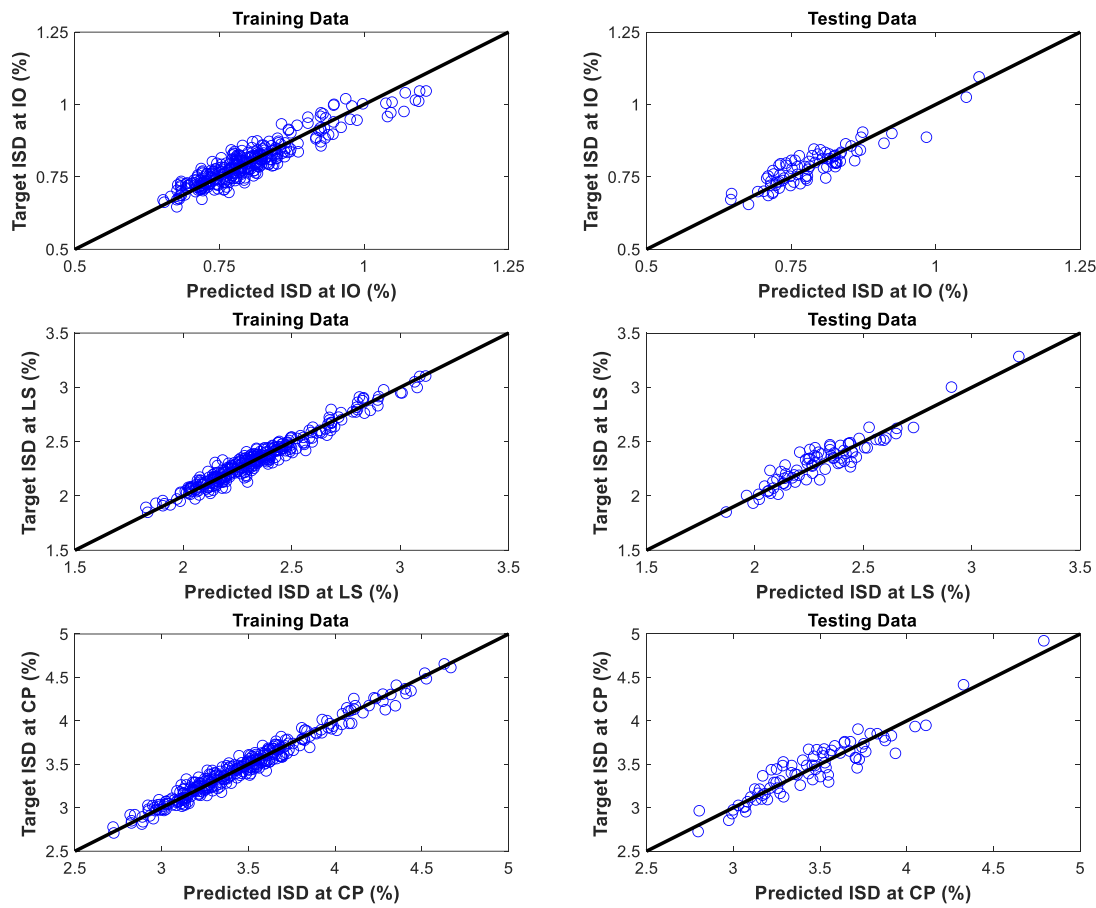 Training Data
Target ISD at IO (%)
1.25
1
0.75
0.5
0.5 0.75 1 1.25
Predicted ISD at IO (%)
Testing Data
Target ISD at IO (%)
1.25
1
0.75
0.5
0.5 0.75 1 1.25
Predicted ISD at IO (%)
Training Data
Target ISD at LS (%)
3.5
3
2.5
2
1.5
1.5 2 2.5 3 3.5
Predicted ISD at LS (%)
Testing Data
Target ISD at LS (%)
3.5
3
2.5
2
1.5
1.5 2 2.5 3 3.5
Predicted ISD at LS (%)
Training Data
Target ISD at CP (%)
5
4.5
4
3.5
3
2.5
2.5 3 3.5 4 4.5 5
Predicted ISD at CP (%)
Testing Data
Target ISD at CP (%)
5
4.5
4
3.5
3
2.5
2.5 3 3.5 4 4.5 5
Predicted ISD at CP (%)